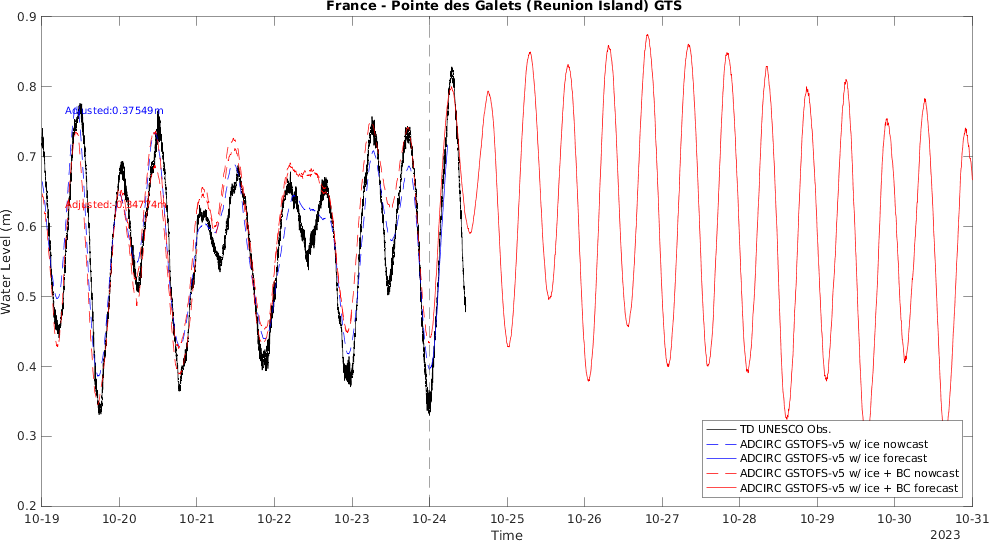 France - Pointe des Galets (Reunion Island) GTS
0.9
0.8
0.7
0.6
0.5
0.4
0.3
0.2
Water Level (m)
Adjusted:0.37549m
TD UNESCO Obs.
ADCIRC GSTOFS-v5 w/ ice nowcast
ADCIRC GSTOFS-v5 w/ ice forecast
ADCIRC GSTOFS-v5 w/ ice + BC nowcast
ADCIRC GSTOFS-v5 w/ ice + BC forecast
10-19 10-20 10-21 10-22 10-23 10-24 10-25 10-26 10-27 10-28 10-29 10-30 10-31
Time
2023